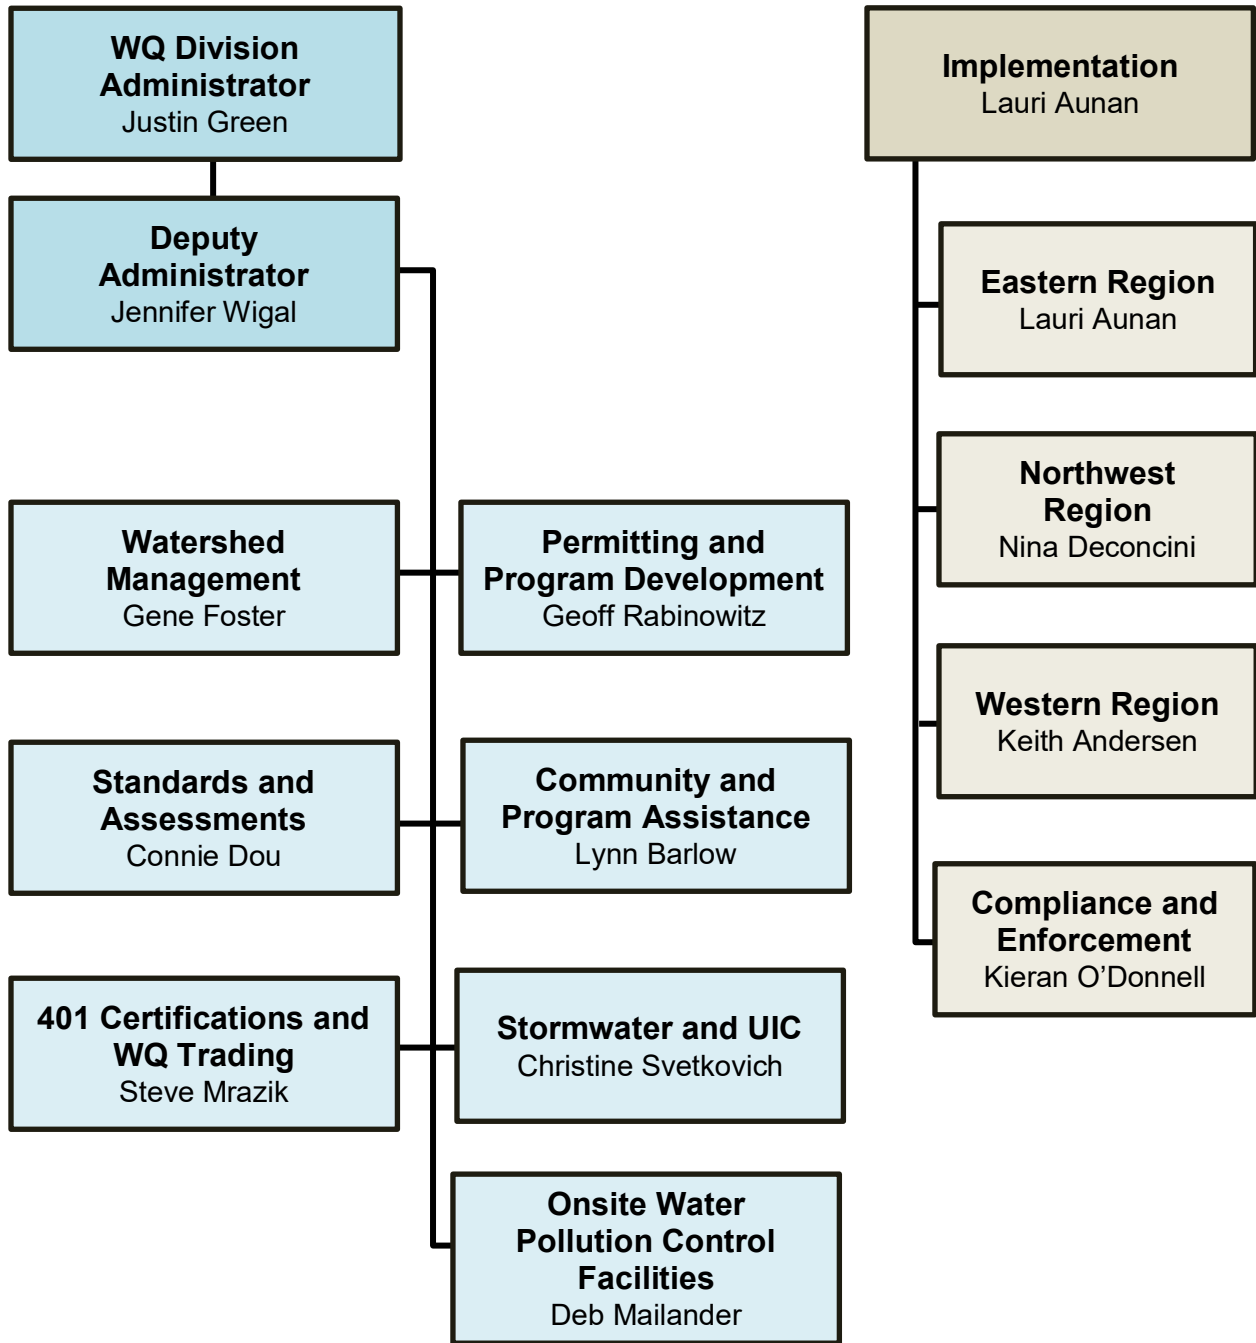 WQ Division
Administrator
Justin Green
Deputy
Administrator
Jennifer Wigal
Watershed
Management
Gene Foster
Permitting and
Program Development
Geoff Rabinowitz
Standards and
Assessments
Connie Dou
Community and
Program Assistance
Lynn Barlow
401 Certifications and
WQ Trading
Steve Mrazik
Stormwater and UIC
Christine Svetkovich
Onsite Water
Pollution Control
Facilities
Deb Mailander
Implementation
Lauri Aunan
Eastern Region
Lauri Aunan
Northwest
Region
Nina Deconcini
Western Region
Keith Andersen
Compliance and
Enforcement
Kieran O’Donnell